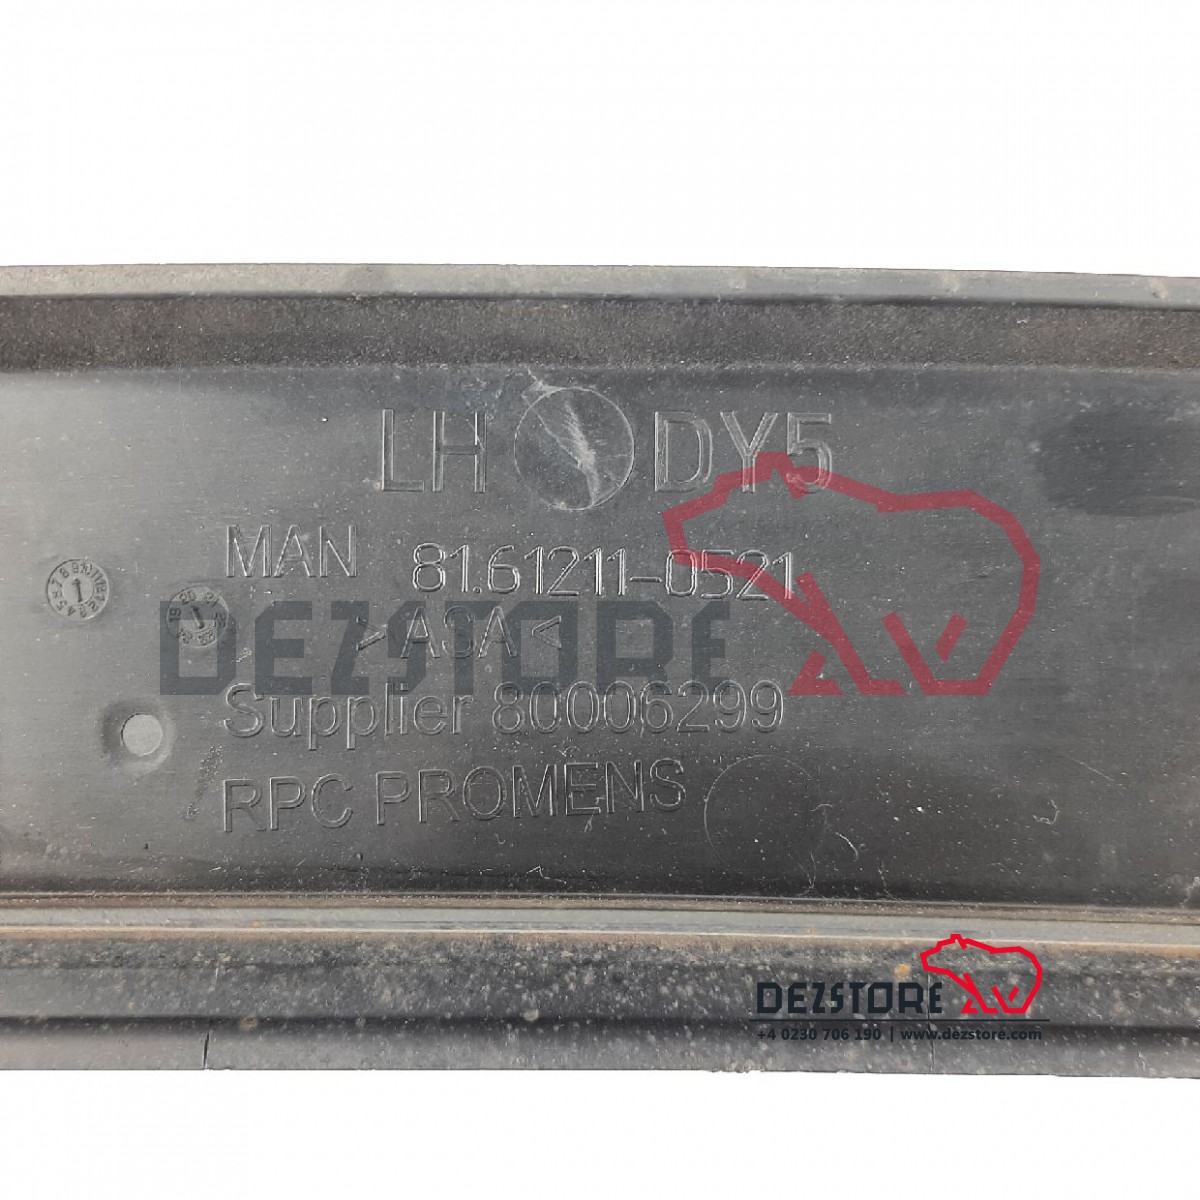 LH DY5
MAN 81.61211-0521
>ASA<
DEZSTORE
Supplier 80006299
RPC PROMENS
DEZSTORE
+4 0230 706 190 | www.dezstore.com